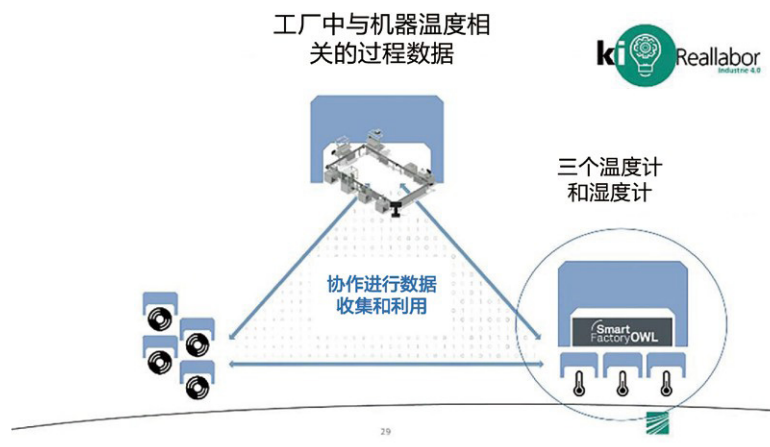 工厂中与机器温度相
关的过程数据
ki Reallabor
Industrie 4.0
三个温度计
和湿度计
协作进行数据
收集和利用
Smart
FactoryOWL
29